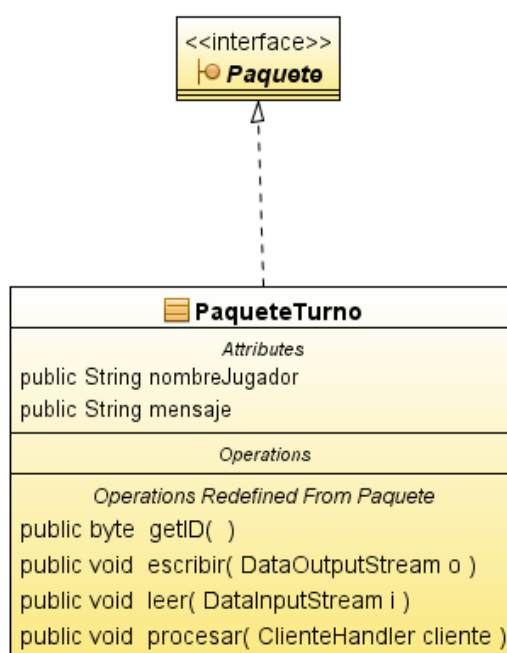 <<interface>>
Paquete
PaqueteTurno
Attributes
public String nombreJugador
public String mensaje
Operations
Operations Redefined From Paquete
public byte getID( )
public void escribir( DataOutputStream o )
public void leer( DataInputStream i )
public void procesar( ClienteHandler cliente )